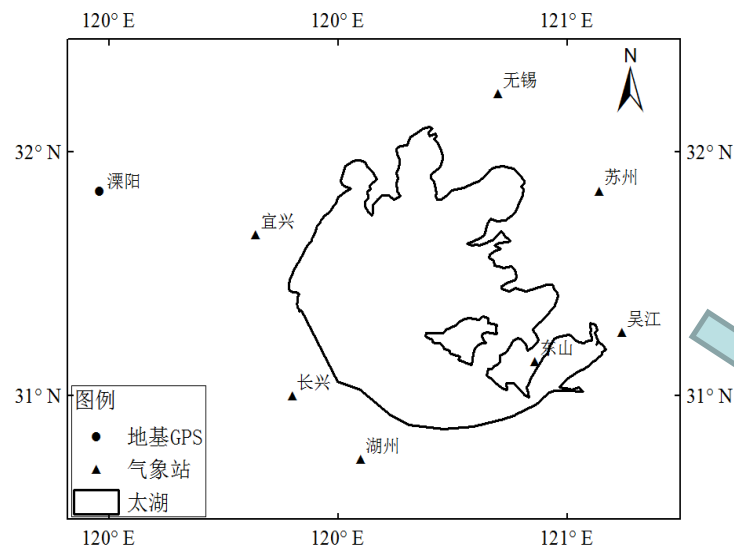 120° E
120° E
121° E
N
无锡
32° N
32° N
溧阳
苏州
宜兴
吴江
东山
31° N
31° N
长兴
图例
地基GPS
气象站
太湖
湖州
120° E
120° E
121° E